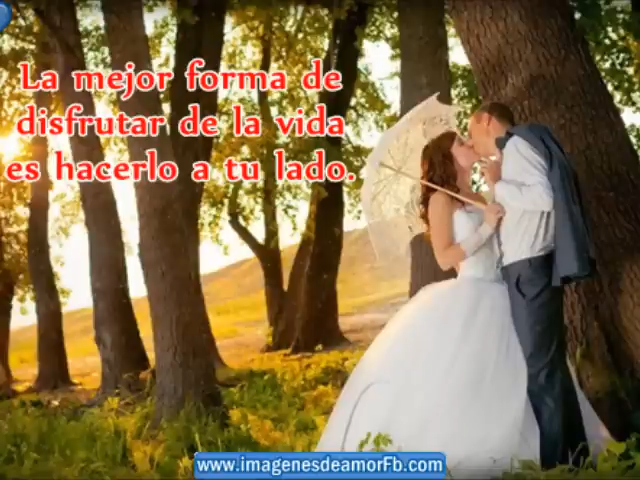 La mejor forma de
disfrutar de la vida
es hacerlo a tu lado.
www.imagenesdeamorFb.com